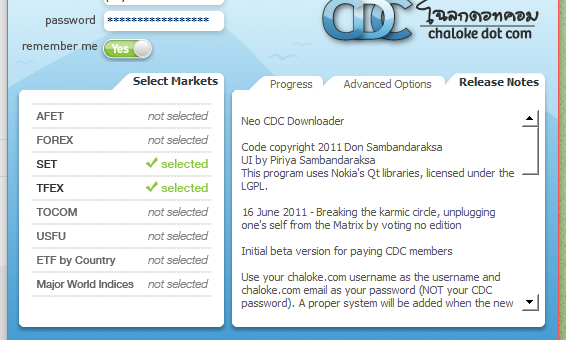 password ****************
โฉลกดอทคอม
CDC
chaloke dot com
remember me Yes
Select Markets
AFET not selected
FOREX not selected
SET selected
TFEX selected
TOCOM not selected
USFU not selected
ETF by Country not selected
Major World Indices not selected
Progress Advanced Options Release Notes
Neo CDC Downloader
Code copyright 2011 Don Sambandaraksa
UI by Piriya Sambandaraksa
This program uses Nokia's Qt libraries, licensed under the
LGPL.
16 June 2011 - Breaking the karmic circle, unplugging
one's self from the Matrix by voting no edition
Initial beta version for paying CDC members
Use your chaloke.com username as the username and
chaloke.com email as your password (NOT your CDC
password). A proper system will be added when the new